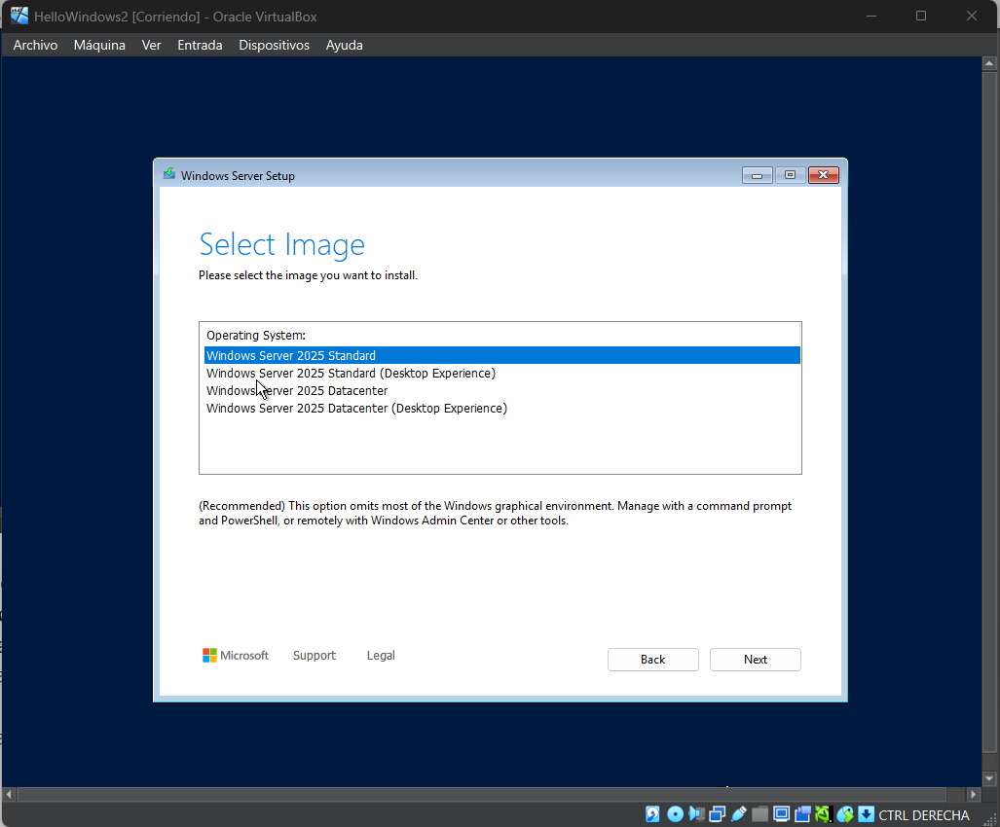 HelloWindows2 [Corriendo] - Oracle VirtualBox
Archivo Máquina Ver Entrada Dispositivos Ayuda
Windows Server Setup
Select Image
Please select the image you want to install.
Operating System:
Windows Server 2025 Standard
Windows Server 2025 Standard (Desktop Experience)
Windows Server 2025 Datacenter
Windows Server 2025 Datacenter (Desktop Experience)
(Recommended) This option omits most of the Windows graphical environment. Manage with a command prompt
and PowerShell, or remotely with Windows Admin Center or other tools.
Microsoft Support Legal
Back Next
CTRL DERECHA